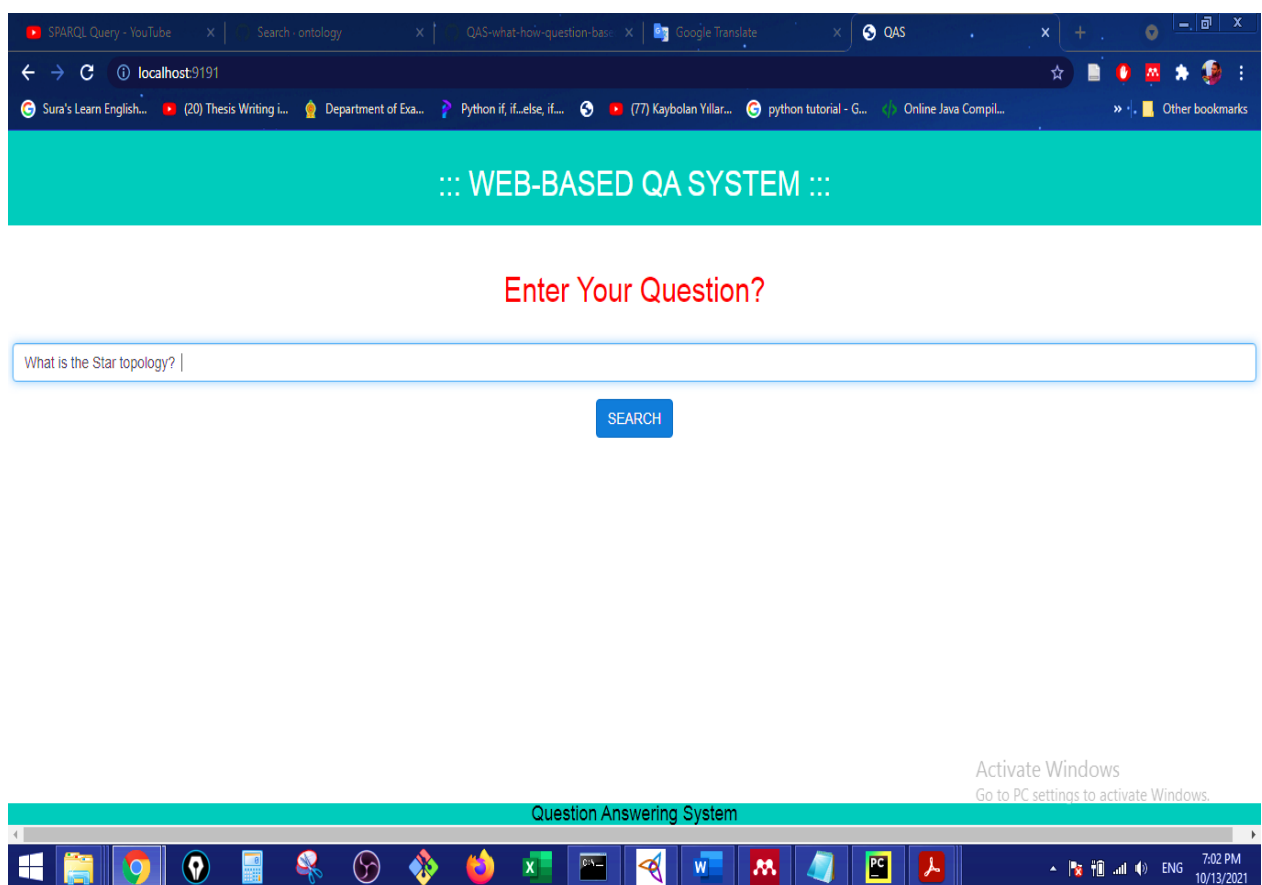 SPARQL Query - YouTube
Search · ontology
QAS-what-how-question-base
Google Translate
QAS
localhost:9191
Sura's Learn English...
(20) Thesis Writing i...
Department of Exa...
Python if, if...else, if....
(77) Kaybolan Yıllar...
python tutorial - G...
Online Java Compil...
Other bookmarks
::: WEB-BASED QA SYSTEM :::
Enter Your Question?
What is the Star topology?
SEARCH
Activate Windows
Go to PC settings to activate Windows.
Question Answering System
ENG
7:02 PM
10/13/2021